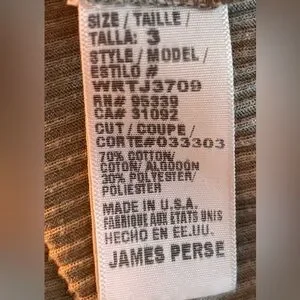 SIZE / TAILLE /
TALLA: 3
STYLE / MODEL /
ESTILO #
WRTJ3709
RN# 95339
CA# 31092
CUT / COUPE /
CORTE#033303
70% COTTON/
COTON/ ALGODON
30% POLYESTER/
POLIESTER
MADE IN U.S.A.
FABRIQUE AUX ETATS UNIS
HECHO EN EE.UU.
JAMES PERSE